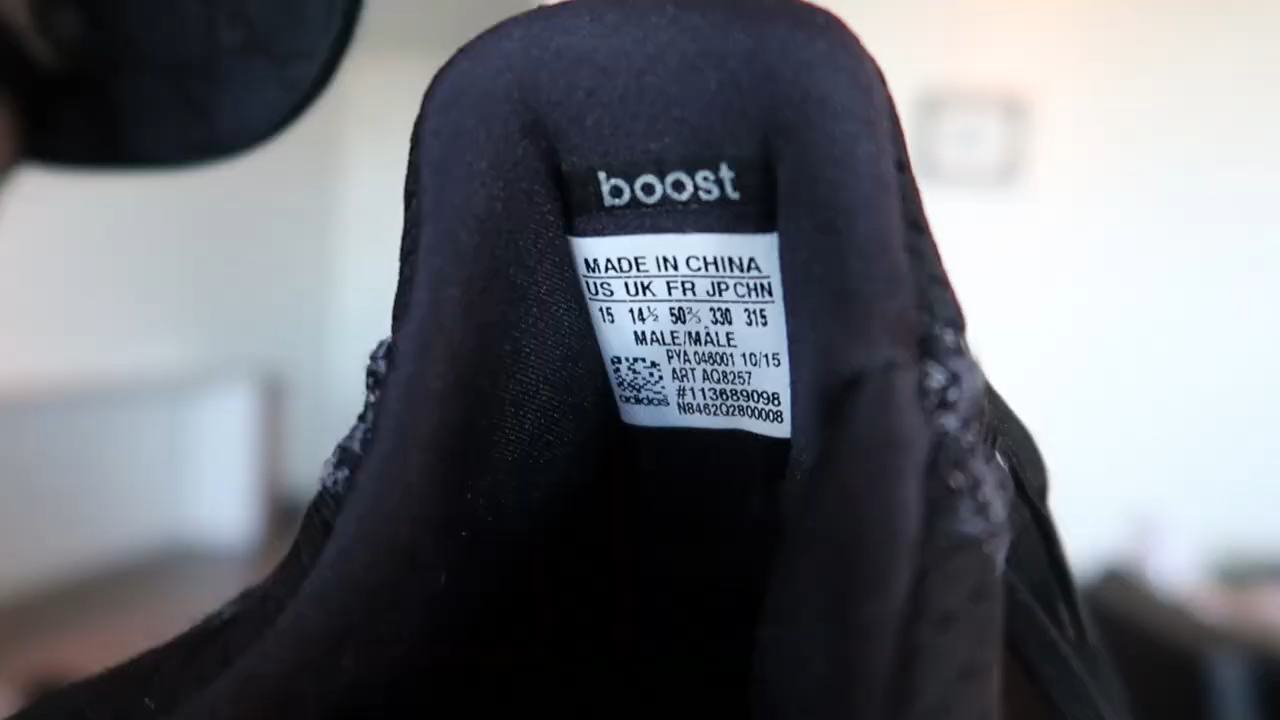 boost
MADE IN CHINA
US UK FR JP CHN
15 14½ 50⅔ 330 315
MALE/MÂLE
PYA 046001 10/15
ART AQ8257
adidas #113689098
N8462Q2800008